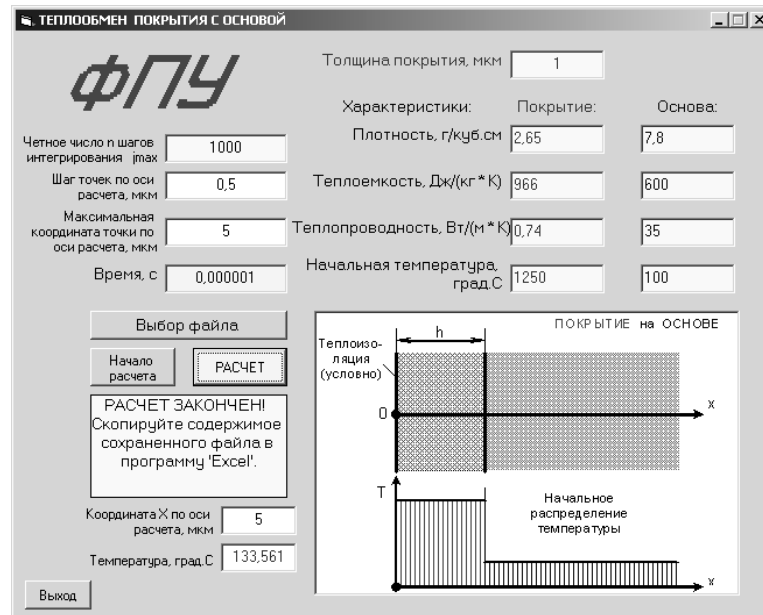 ТЕПЛООБМЕН ПОКРЫТИЯ С ОСНОВОЙ
ФПУ
Толщина покрытия, мкм 1
Характеристики: Покрытие: Основа:
Плотность, г/куб.см 2,65 7,8
Теплоемкость, Дж/(кг * К) 966 600
Теплопроводность, Вт/(м * К) 0,74 35
Начальная температура,
град.С 1250 100
Четное число n шагов
интегрирования jmax 1000
Шаг точек по оси
расчета, мкм 0,5
Максимальная
координата точки по
оси расчета, мкм 5
Время, с 0,000001
Выбор файла
Начало
расчета
РАСЧЕТ
РАСЧЕТ ЗАКОНЧЕН!
Скопируйте содержимое
сохраненного файла в
программу 'Excel'.
Координата X по оси
расчета, мкм 5
Температура, град.С 133,561
Выход
ПОКРЫТИЕ на ОСНОВЕ
h
Теплоизо-
ляция
(условно)
0
x
T
Начальное
распределение
температуры
x